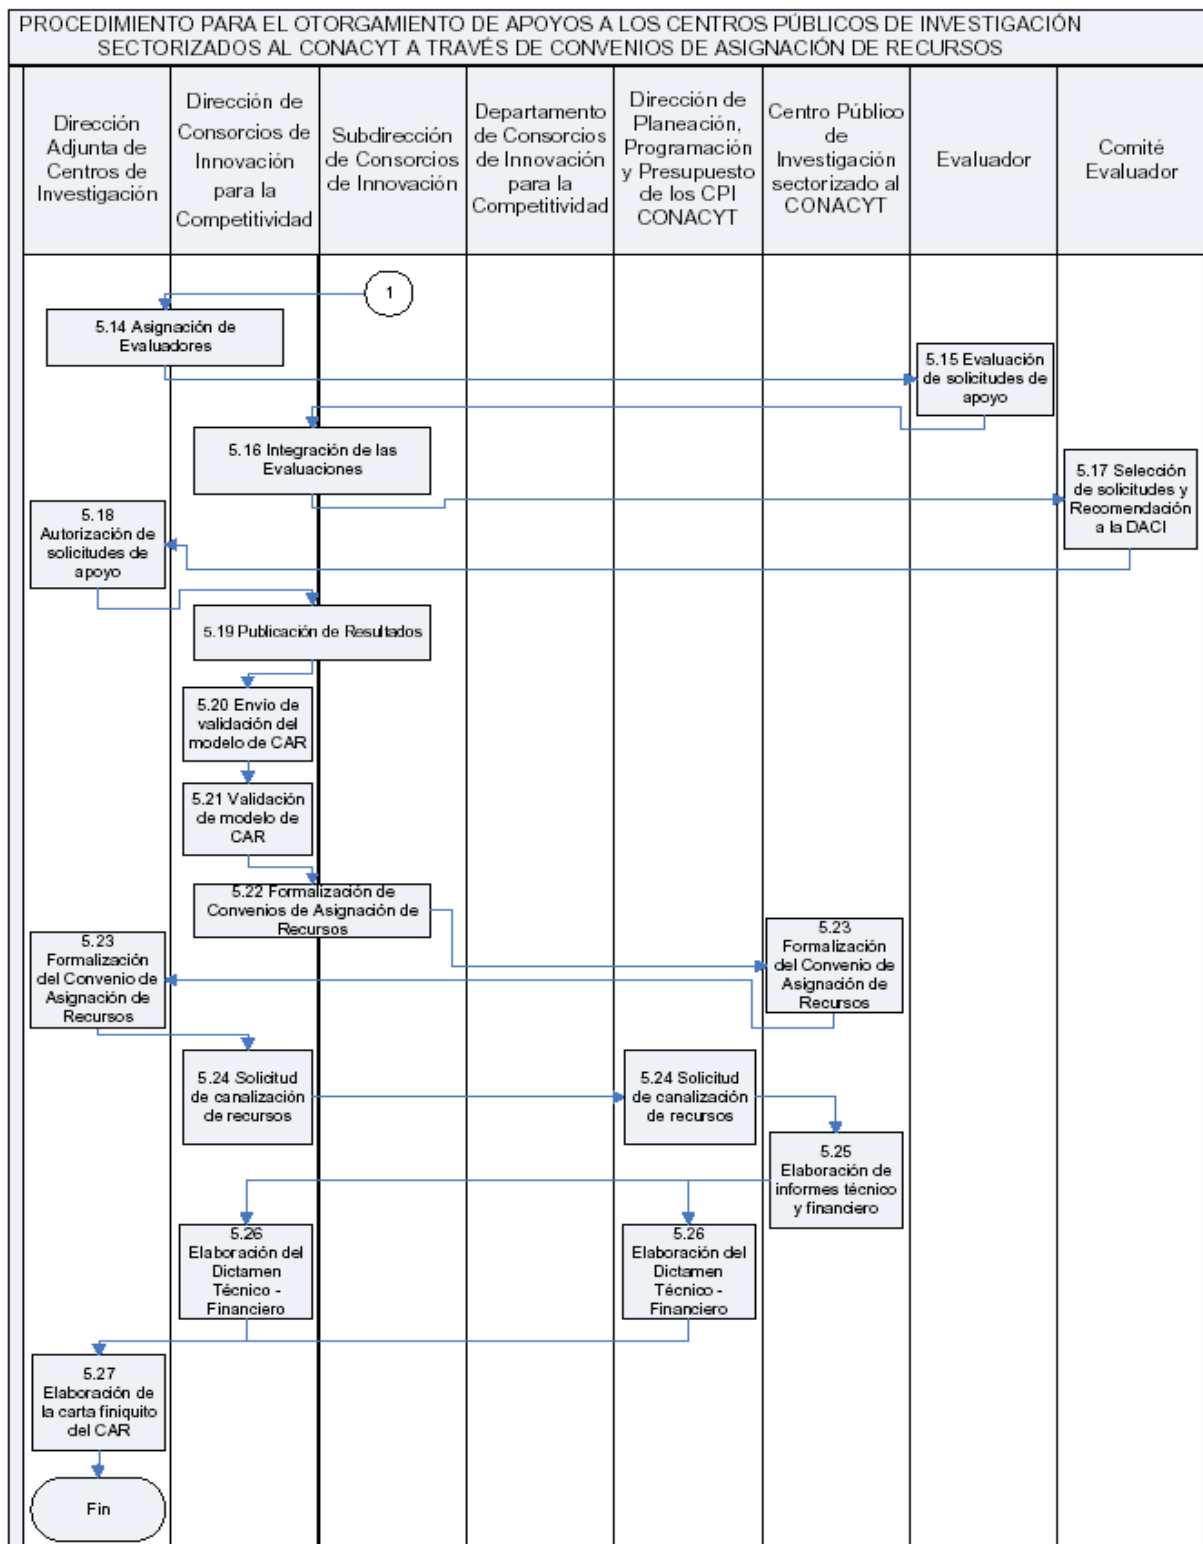 PROCEDIMIENTO PARA EL OTORGAMIENTO DE APOYOS A LOS CENTROS PÚBLICOS DE INVESTIGACIÓN
SECTORIZADOS AL CONACYT A TRAVÉS DE CONVENIOS DE ASIGNACIÓN DE RECURSOS
Dirección
Adjunta de
Centros de
Investigación
Dirección de
Consorcios de
Innovación
para la
Competitividad
Subdirección
de Consorcios
de Innovación
Departamento
de Consorcios
de Innovación
para la
Competitividad
Dirección de
Planeación,
Programación
y Presupuesto
de los CPI
CONACYT
Centro Público
de
Investigación
sectorizado al
CONACYT
Evaluador
Comité
Evaluador
1
5.14 Asignación de
Evaluadores
5.15 Evaluación
de solicitudes de
apoyo
5.16 Integración de las
Evaluaciones
5.17 Selección
de solicitudes y
Recomendación
a la DACI
5.18
Autorización de
solicitudes de
apoyo
5.19 Publicación de Resultados
5.20 Envío de
validación del
modelo de CAR
5.21 Validación
de modelo de
CAR
5.22 Formalización de
Convenios de Asignación de
Recursos
5.23
Formalización
del Convenio de
Asignación de
Recursos
5.23
Formalización
del Convenio de
Asignación de
Recursos
5.24 Solicitud
de canalización
de recursos
5.24 Solicitud
de canalización
de recursos
5.25
Elaboración de
informes técnico
y financiero
5.26
Elaboración del
Dictamen
Técnico -
Financiero
5.26
Elaboración del
Dictamen
Técnico -
Financiero
5.27
Elaboración de
la carta finiquito
del CAR
Fin